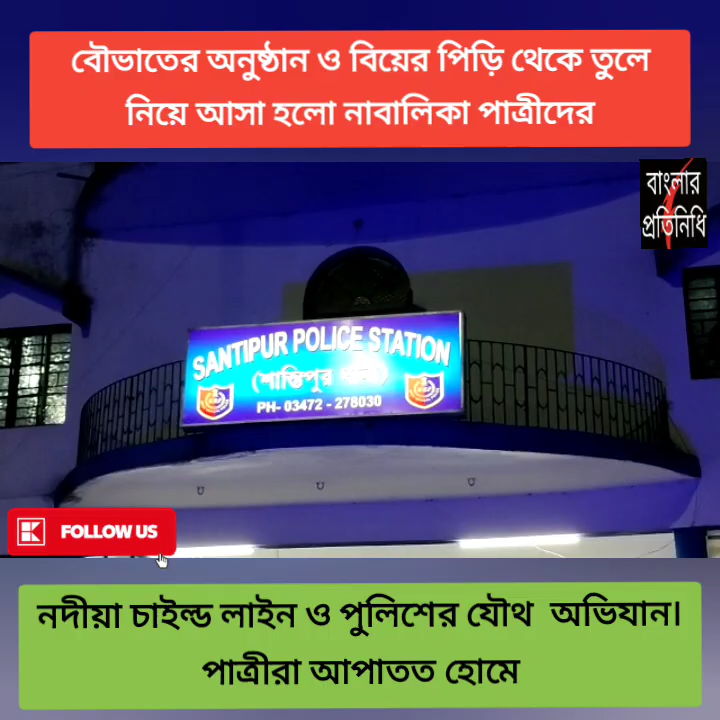 বৌভাতের অনুষ্ঠান ও বিয়ের পিড়ি থেকে তুলে
নিয়ে আসা হলো নাবালিকা পাত্রীদের
বাংলার
প্রতিনিধি
SANTIPUR POLICE STATION
(শান্তিপুর
PH- 03472 - 278030
K FOLLOW US
নদীয়া চাইল্ড লাইন ও পুলিশের যৌথ অভিযান।
পাত্রীরা আপাতত হোমে